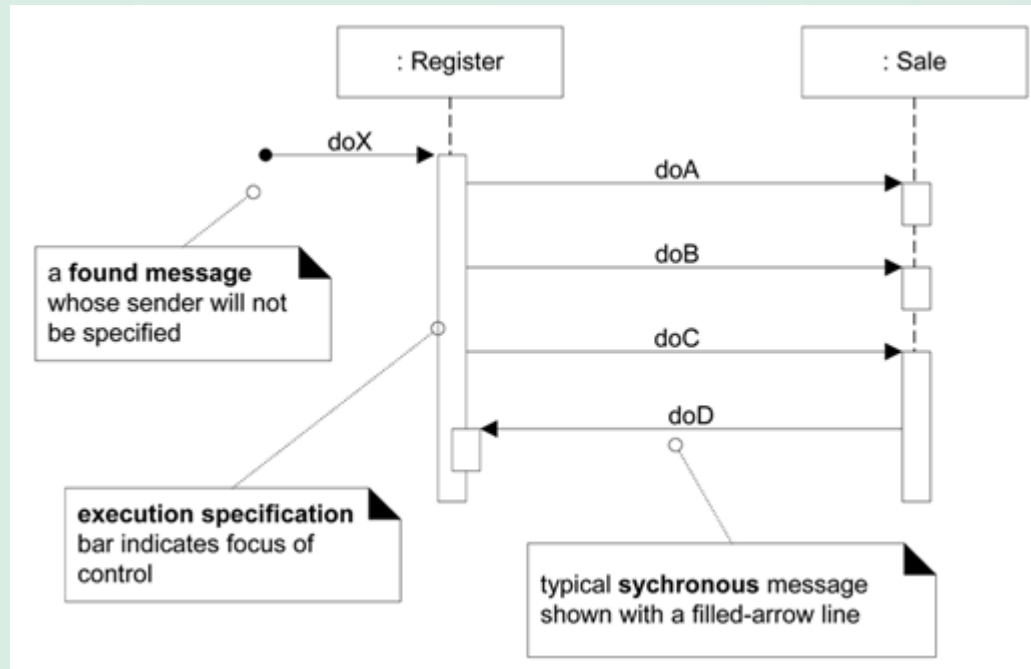 : Register
: Sale
doX
doA
a found message
whose sender will not
be specified
doB
doC
doD
execution specification
bar indicates focus of
control
typical sychronous message
shown with a filled-arrow line